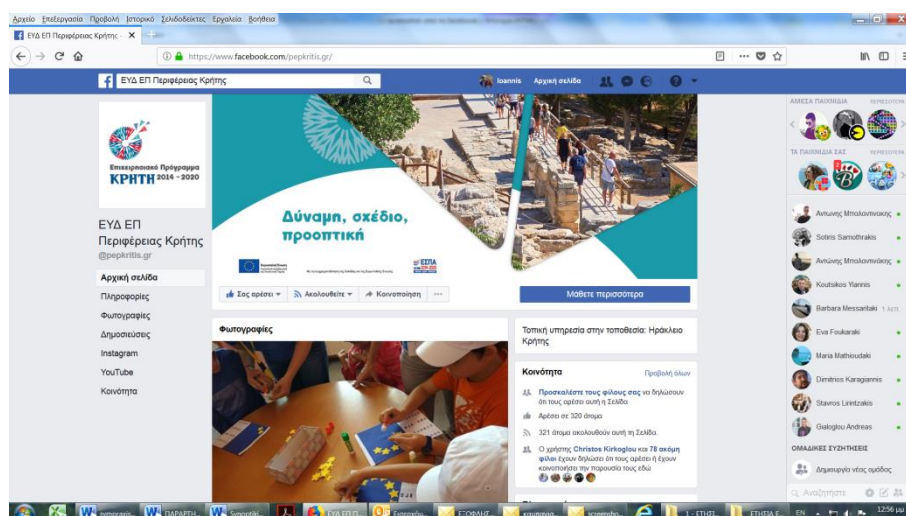 Αρχείο Επεξεργασία Προβολή Ιστορικό Σελιδοδείκτες Εργαλεία Βοήθεια
ΕΥΔ ΕΠ Περιφέρειας Κρήτης
https://www.facebook.com/pepkritis.gr/
ΕΥΔ ΕΠ Περιφέρειας Κρήτης
Ioannis Αρχική σελίδα
Επιχειρησιακό Πρόγραμμα
ΚΡΗΤΗ 2014 - 2020
ΕΥΔ ΕΠ
Περιφέρειας Κρήτης
@pepkritis.gr
Αρχική σελίδα
Πληροφορίες
Φωτογραφίες
Δημοσιεύσεις
Instagram
YouTube
Κοινότητα
Δύναμη, σχέδιο,
προοπτική
ΕΣΠΑ
Σας αρέσει
Ακολουθείτε
Κοινοποίηση
Μάθετε περισσότερα
Φωτογραφίες
Τοπική υπηρεσία στην τοποθεσία: Ηράκλειο
Κρήτης
Κοινότητα
Προβολή όλων
Προσκαλέστε τους φίλους σας να δηλώσουν
ότι τους αρέσει αυτή η Σελίδα
Αρέσει σε 320 άτομα
321 άτομα ακολουθούν αυτή τη Σελίδα
Ο χρήστης Christos Kirkoglou και 78 ακόμη
φίλοι έχουν δηλώσει ότι τους αρέσει ή έχουν
κοινοποιήσει την παρουσία τους εδώ
ΑΜΕΣΑ ΠΑΙΧΝΙΔΙΑ
ΠΕΡΙΣΣΟΤΕΡΑ
ΤΑ ΠΑΙΧΝΙΔΙΑ ΣΑΣ
ΠΕΡΙΣΣΟΤΕΡΑ
Sotiris Samothrakis
Koutsikos Yiannis
Barbara Messaritaki
Eva Foukaraki
Maria Mathioudaki
Dimitrios Karagiannis
Stavros Lirintzakis
Gialoglou Andreas
ΟΜΑΔΙΚΕΣ ΣΥΖΗΤΗΣΕΙΣ
Δημιουργία νέας ομάδας
Αναζητήστε
EN
12:56 μμ